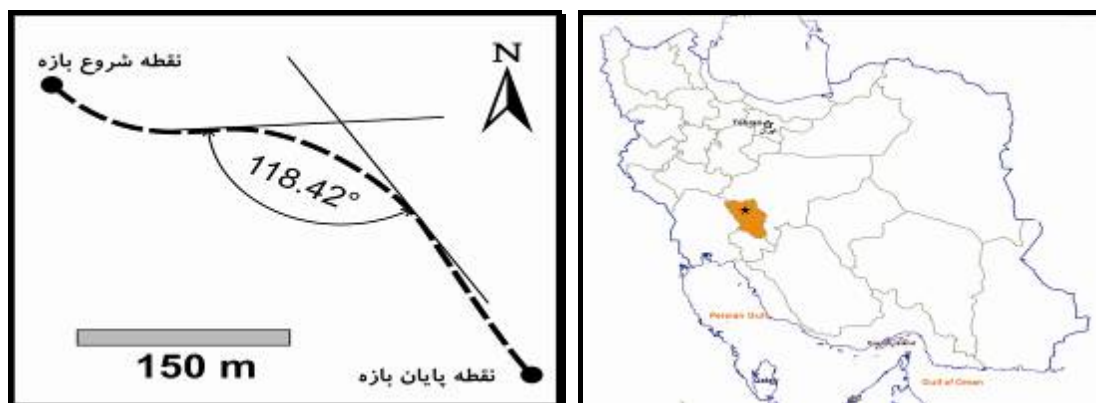 نقطه شروع بازه
N
118.42°
150 m
نقطه پایان بازه
Tehran
Persian Gulf
Gulf of Oman